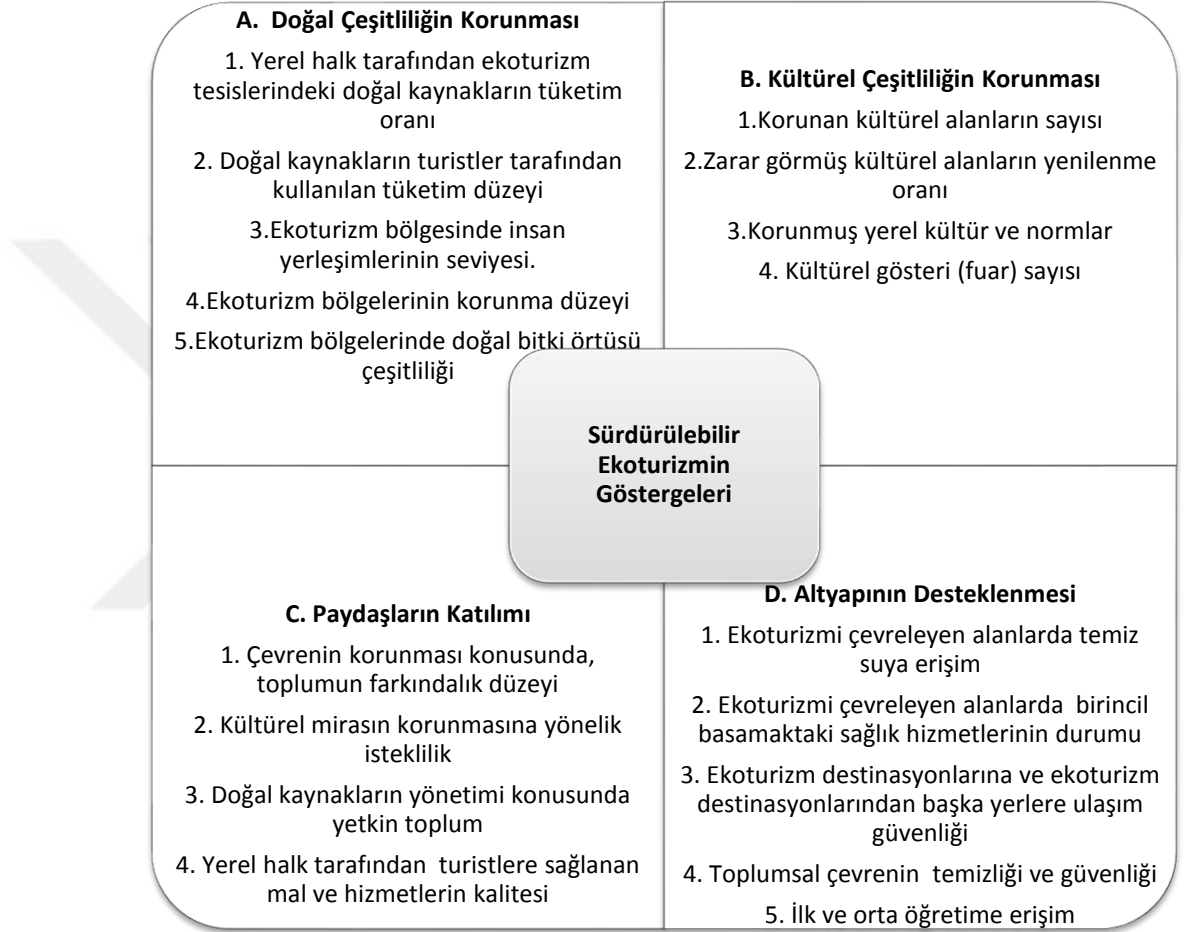 A. Doğal Çeşitliliğin Korunması
1. Yerel halk tarafından ekoturizm
tesislerindeki doğal kaynakların tüketim
oranı
2. Doğal kaynakların turistler tarafından
kullanılan tüketim düzeyi
3.Ekoturizm bölgesinde insan
yerleşimlerinin seviyesi.
4.Ekoturizm bölgelerinin korunma düzeyi
5.Ekoturizm bölgelerinde doğal bitki örtüsü
çeşitliliği
B. Kültürel Çeşitliliğin Korunması
1.Korunan kültürel alanların sayısı
2.Zarar görmüş kültürel alanların yenilenme
oranı
3.Korunmuş yerel kültür ve normlar
4. Kültürel gösteri (fuar) sayısı
Sürdürülebilir
Ekoturizmin
Göstergeleri
C. Paydaşların Katılımı
1. Çevrenin korunması konusunda,
toplumun farkındalık düzeyi
2. Kültürel mirasın korunmasına yönelik
isteklilik
3. Doğal kaynakların yönetimi konusunda
yetkin toplum
4. Yerel halk tarafından turistlere sağlanan
mal ve hizmetlerin kalitesi
D. Altyapının Desteklenmesi
1. Ekoturizmi çevreleyen alanlarda temiz
suya erişim
2. Ekoturizmi çevreleyen alanlarda birincil
basamaktaki sağlık hizmetlerinin durumu
3. Ekoturizm destinasyonlarına ve ekoturizm
destinasyonlarından başka yerlere ulaşım
güvenliği
4. Toplumsal çevrenin temizliği ve güvenliği
5. İlk ve orta öğretime erişim